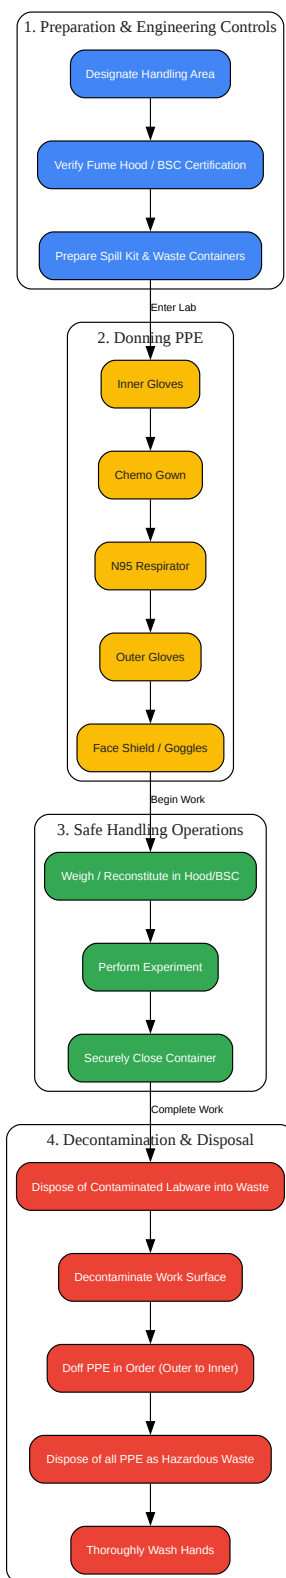 1. Preparation & Engineering Controls
Designate Handling Area
Verify Fume Hood / BSC Certification
Prepare Spill Kit & Waste Containers
Enter Lab
2. Donning PPE
Inner Gloves
Chemo Gown
N95 Respirator
Outer Gloves
Face Shield / Goggles
Begin Work
3. Safe Handling Operations
Weigh / Reconstitute in Hood/BSC
Perform Experiment
Securely Close Container
Complete Work
4. Decontamination & Disposal
Dispose of Contaminated Labware into Waste
Decontaminate Work Surface
Doff PPE in Order (Outer to Inner)
Dispose of all PPE as Hazardous Waste
Thoroughly Wash Hands